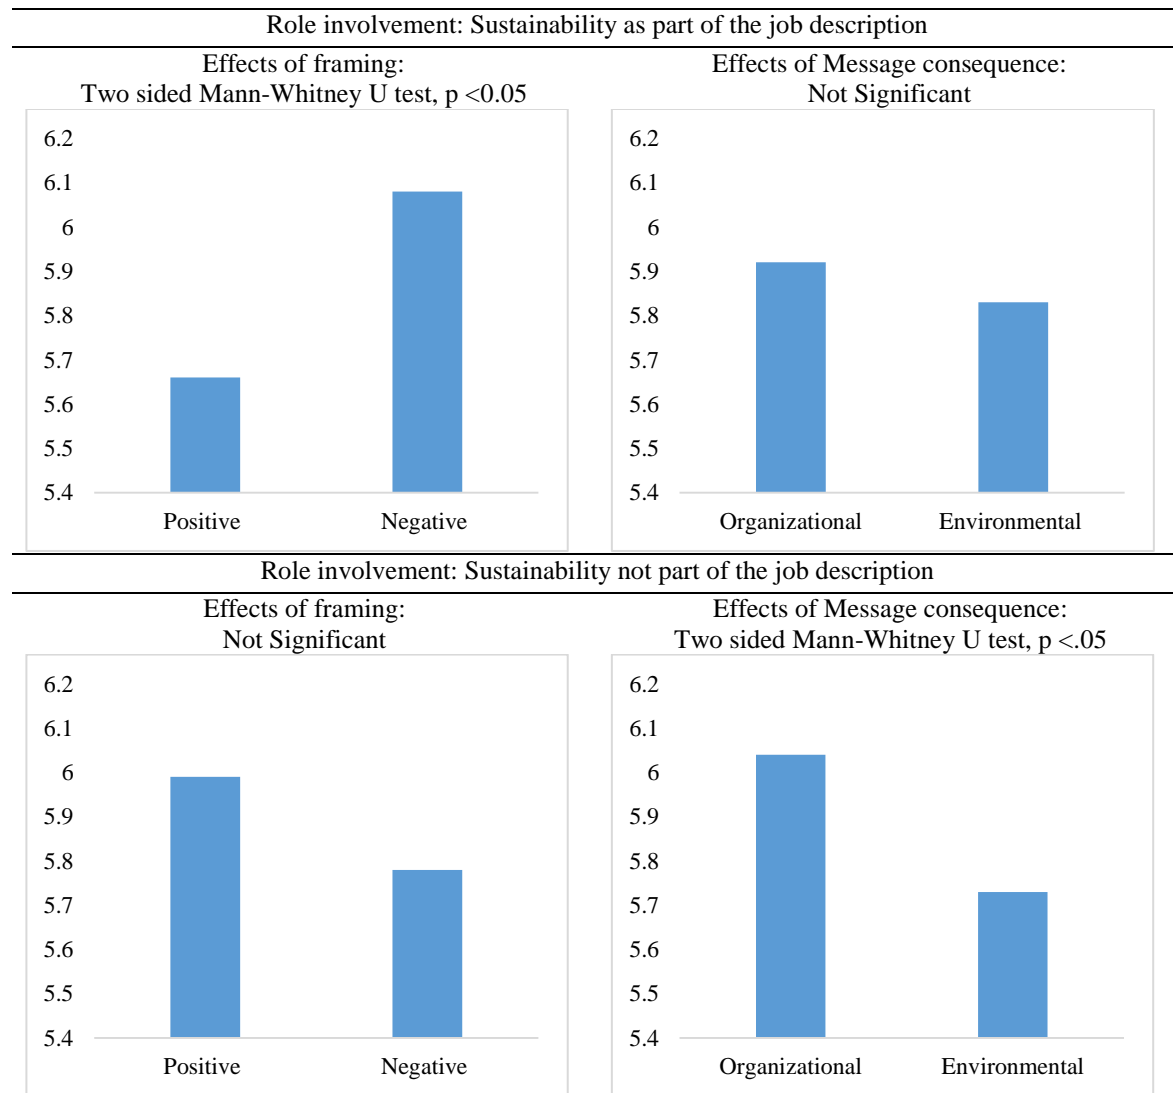 Role involvement: Sustainability as part of the job description
Effects of framing:
Two sided Mann-Whitney U test, p <0.05
Effects of Message consequence:
Not Significant
6.2
6.1
6
5.9
5.8
5.7
5.6
5.5
5.4
Positive Negative
6.2
6.1
6
5.9
5.8
5.7
5.6
5.5
5.4
Organizational Environmental
Role involvement: Sustainability not part of the job description
Effects of framing:
Not Significant
Effects of Message consequence:
Two sided Mann-Whitney U test, p <.05
6.2
6.1
6
5.9
5.8
5.7
5.6
5.5
5.4
Positive Negative
6.2
6.1
6
5.9
5.8
5.7
5.6
5.5
5.4
Organizational Environmental